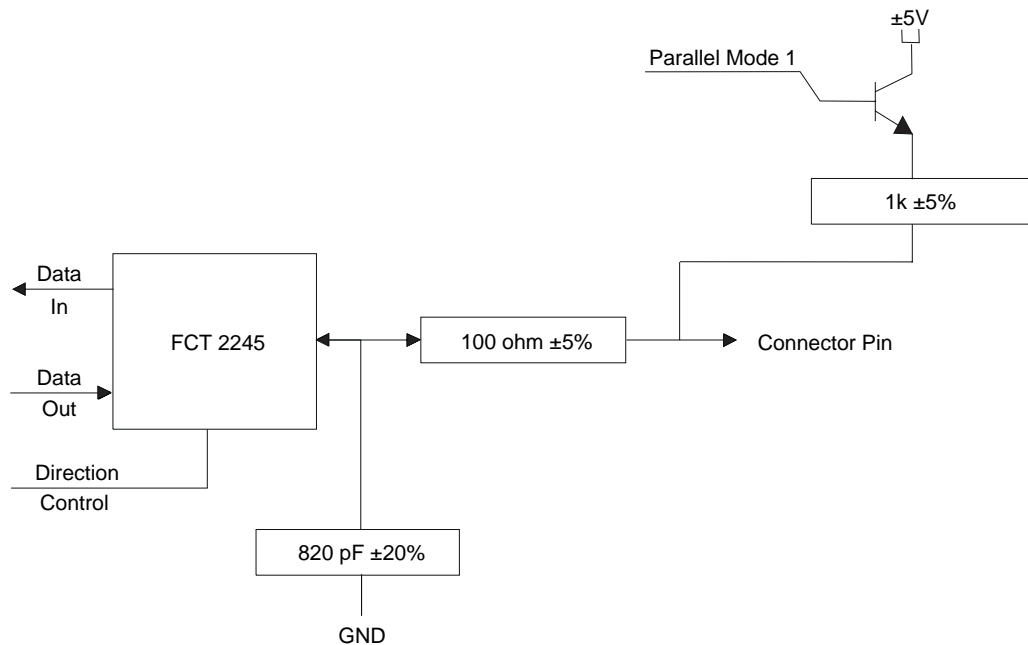 ±5V
Parallel Mode 1
1k ±5%
Data
In
FCT 2245
100 ohm ±5%
Connector Pin
Data
Out
Direction
Control
820 pF ±20%
GND